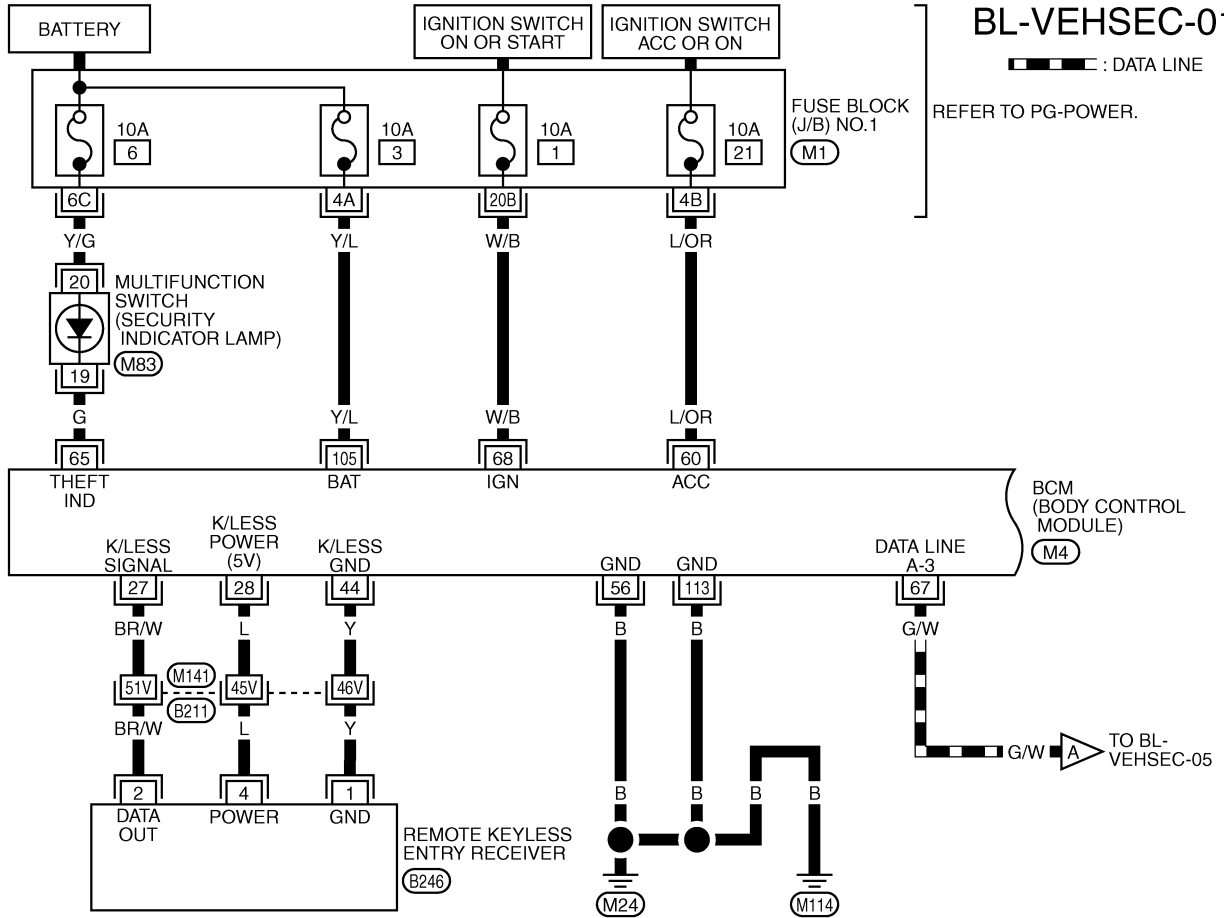 BATTERY
IGNITION SWITCH
ON OR START
IGNITION SWITCH
ACC OR ON
BL-VEHSEC-01
: DATA LINE
10A
6
10A
3
10A
1
10A
21
FUSE BLOCK
(J/B) NO.1
M1
REFER TO PG-POWER.
6C
4A
20B
4B
Y/G
Y/L
W/B
L/OR
20
MULTIFUNCTION
SWITCH
(SECURITY
INDICATOR LAMP)
M83
19
G
Y/L
W/B
L/OR
65
105
68
60
THEFT
IND
BAT
IGN
ACC
BCM
(BODY CONTROL
MODULE)
M4
K/LESS
SIGNAL
K/LESS
POWER
(5V)
K/LESS
GND
GND
GND
DATA LINE
A-3
27
28
44
56
113
67
BR/W
L
Y
B
B
G/W
51V
M141
B211
45V
46V
BR/W
L
Y
G/W
A
TO BL-
VEHSEC-05
2
4
1
B
B
B
B
DATA
OUT
POWER
GND
REMOTE KEYLESS
ENTRY RECEIVER
B246
M24
M114